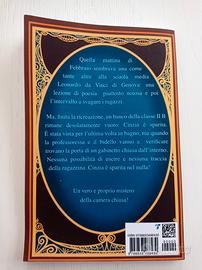 Quella mattina di
Febbraio sembrava una come
tante altre alla scuola media
Leonardo da Vinci di Genova: una
lezione di poesia piuttosto noiosa e poi
l'intervallo a svagare i ragazzi.
Ma, finita la ricreazione, un banco della classe II B
rimane desolatamente vuoto: Cinzia è sparita.
È stata vista per l'ultima volta in bagno, ma quando
la professoressa e il bidello vanno a verificare
trovano la porta di un gabinetto chiusa dall'interno.
Nessuna possibilità di uscire e nessuna traccia
della ragazzina. Cinzia è sparita nel nulla!
Un vero e proprio mistero
della camera chiusa!